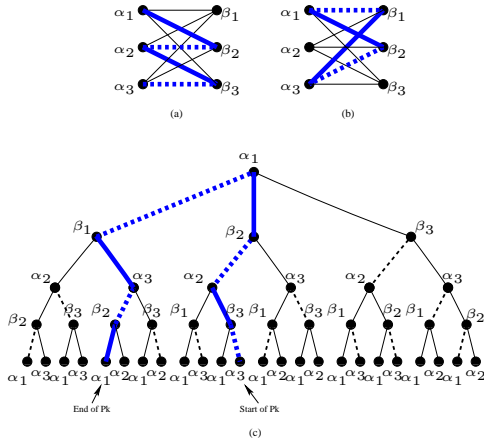 α1 β1 α1 β1
α2 β2 α2 β2
α3 β3 α3 β3
(a) (b)
α1
β1 β2 β3
α2 α3 α2 α3 α2 α3
β2 β3 β2 β3 β1 β3 β1 β3 β1 β2 β1 β2
α1 α3 α1 α3 α1 α2 α1 α2 α1 α3 α1 α3 α1 α2 α1 α2 α1 α3 α1 α3 α1 α2 α1 α2
End of Pk Start of Pk
(c)